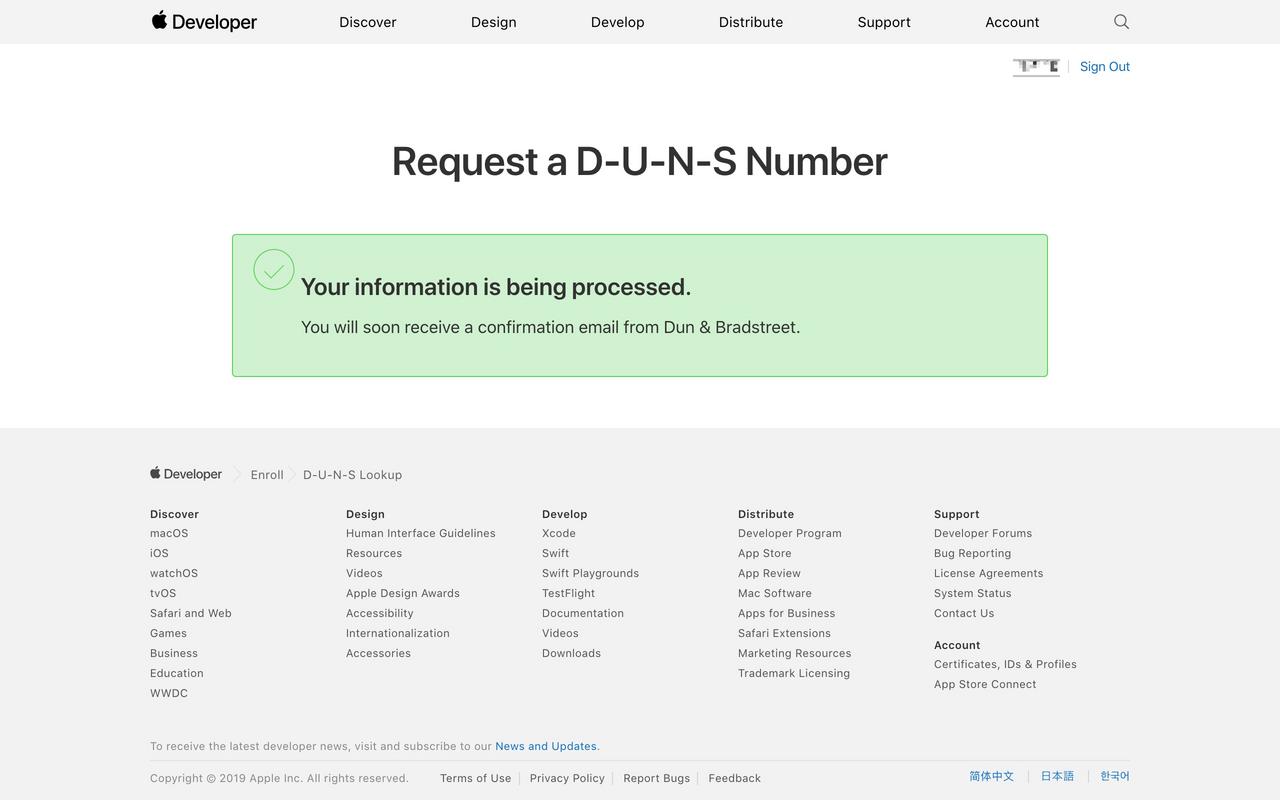 Developer Discover Design Develop Distribute Support Account
Sign Out
Request a D-U-N-S Number
Your information is being processed.
You will soon receive a confirmation email from Dun & Bradstreet.
Developer Enroll D-U-N-S Lookup
Discover
macOS
iOS
watchOS
tvOS
Safari and Web
Games
Business
Education
WWDC
Design
Human Interface Guidelines
Resources
Videos
Apple Design Awards
Accessibility
Internationalization
Accessories
Develop
Xcode
Swift
Swift Playgrounds
TestFlight
Documentation
Videos
Downloads
Distribute
Developer Program
App Store
App Review
Mac Software
Apps for Business
Safari Extensions
Marketing Resources
Trademark Licensing
Support
Developer Forums
Bug Reporting
License Agreements
System Status
Contact Us
Account
Certificates, IDs & Profiles
App Store Connect
To receive the latest developer news, visit and subscribe to our News and Updates.
Copyright © 2019 Apple Inc. All rights reserved. Terms of Use Privacy Policy Report Bugs Feedback 简体中文 日本語 한국어